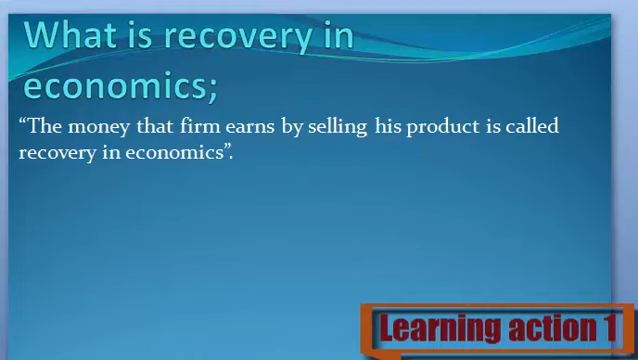 What is recovery in
economics;
“The money that firm earns by selling his product is called
recovery in economics”.
Learning action 1